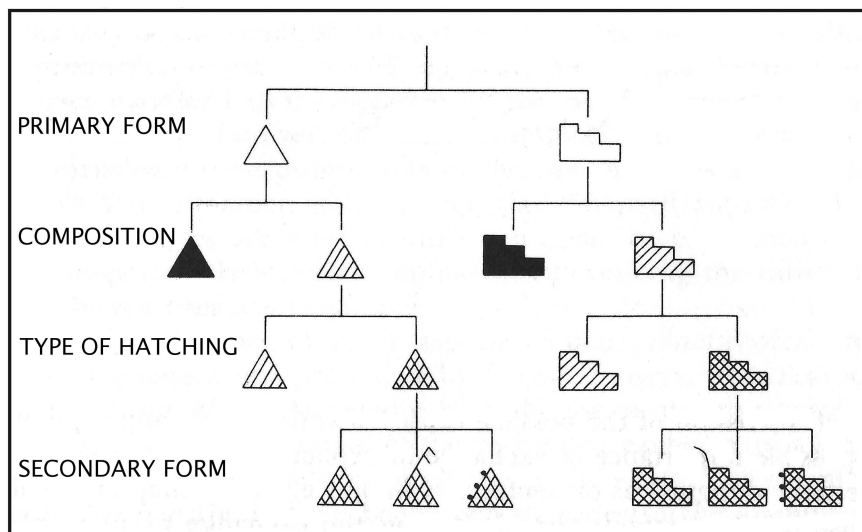 PRIMARY FORM
COMPOSITION
TYPE OF HATCHING
SECONDARY FORM